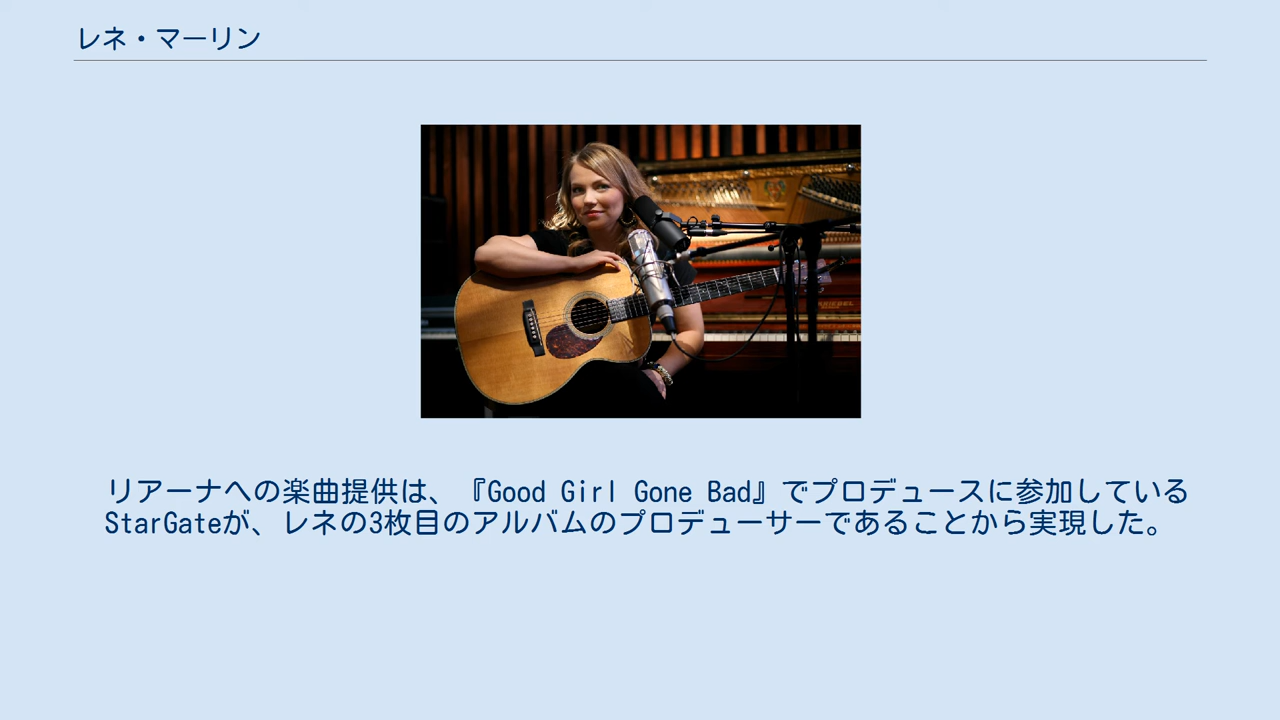 レネ・マーリン
リアーナへの楽曲提供は、『Good Girl Gone Bad』でプロデュースに参加している
StarGateが、レネの3枚目のアルバムのプロデューサーであることから実現した。